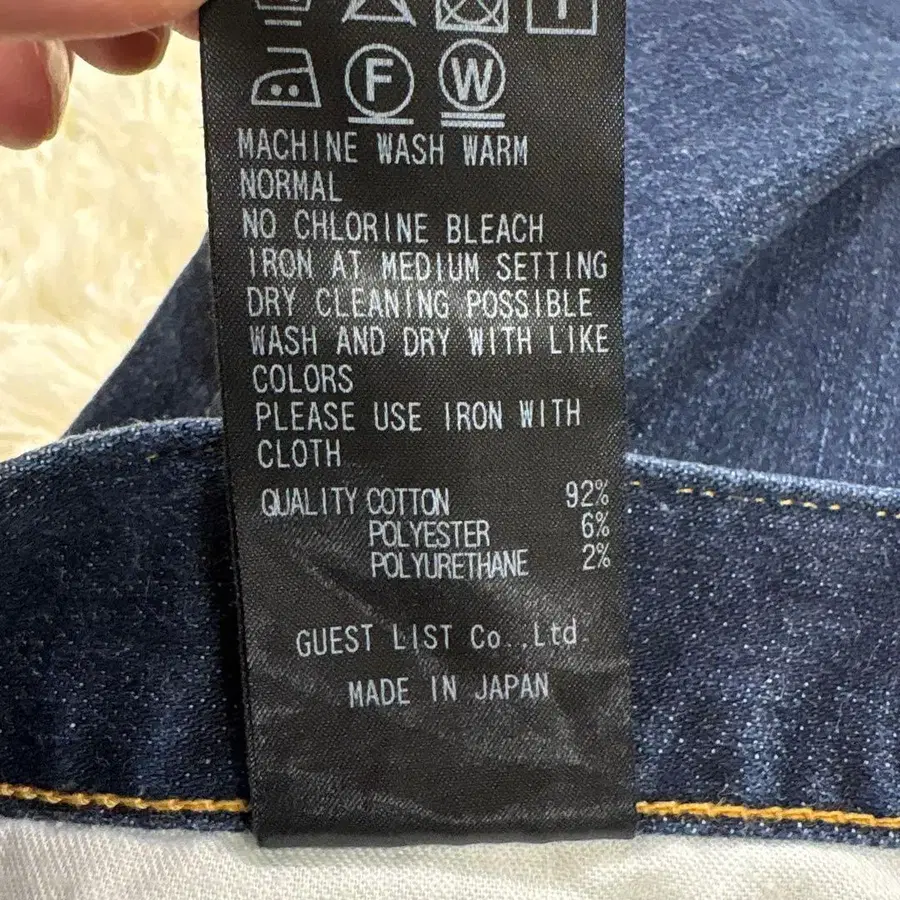 F W
MACHINE WASH WARM
NORMAL
NO CHLORINE BLEACH
IRON AT MEDIUM SETTING
DRY CLEANING POSSIBLE
WASH AND DRY WITH LIKE
COLORS
PLEASE USE IRON WITH
CLOTH
QUALITY COTTON 92%
POLYESTER 6%
POLYURETHANE 2%
GUEST LIST Co.,Ltd.
MADE IN JAPAN